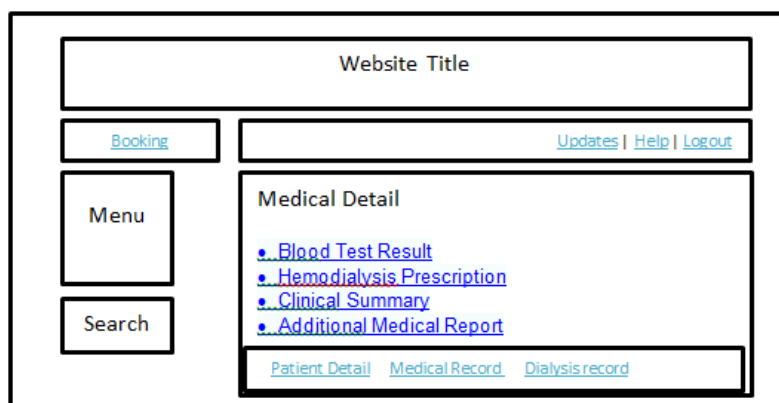 Website Title
Booking
Updates | Help | Logout
Menu
Search
Medical Detail
• Blood Test Result
• Hemodialysis Prescription
• Clinical Summary
• Additional Medical Report
Patient Detail Medical Record Dialysis record